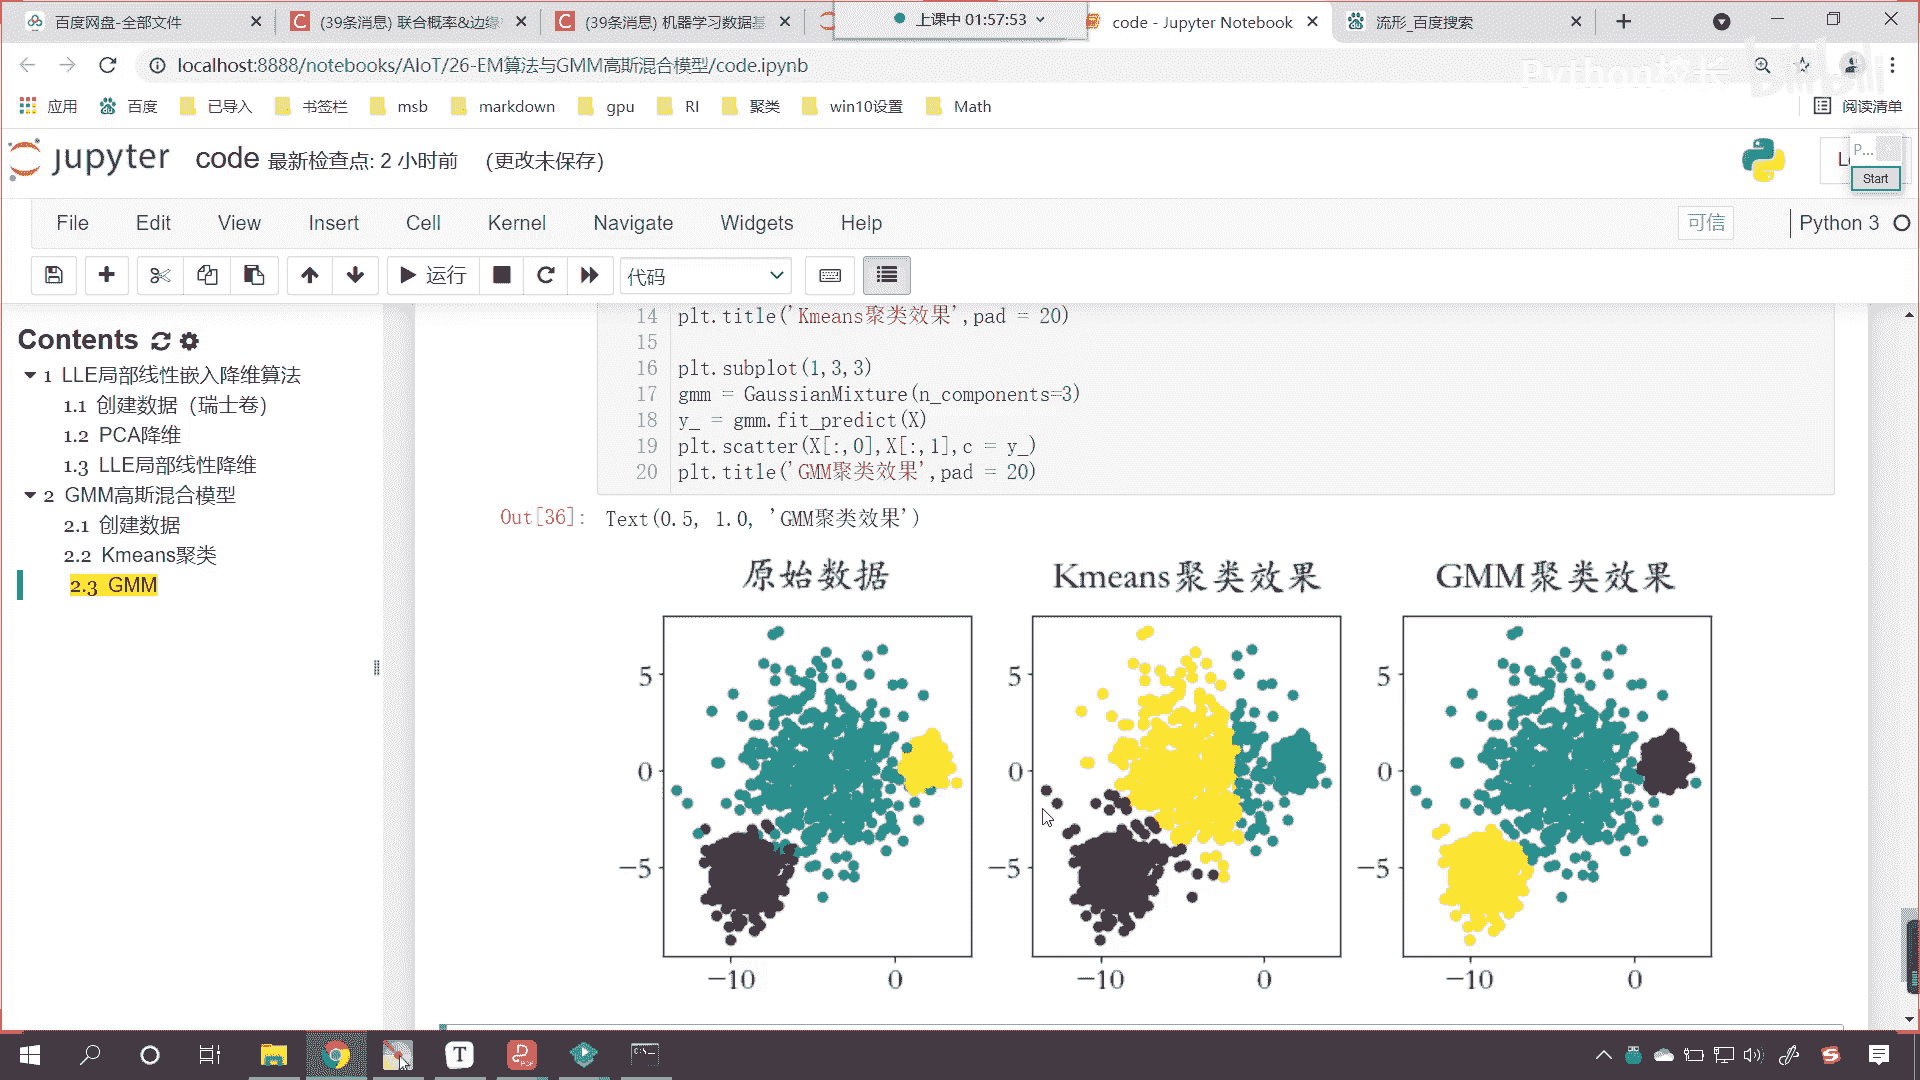 百度网盘-全部文件
(39条消息) 联合概率&边缘
(39条消息) 机器学习数据基
上课中 01:57:53
code - Jupyter Notebook
流形_百度搜索
localhost:8888/notebooks/AIoT/26-EM算法与GMM高斯混合模型/code.ipynb
Python校长
bilibili
应用
百度
已导入
书签栏
msb
markdown
gpu
RI
聚类
win10设置
Math
阅读清单
jupyter
code 最新检查点: 2 小时前 (更改未保存)
P...
Start
File Edit View Insert Cell Kernel Navigate Widgets Help
可信
Python 3
运行
代码
Contents
1 LLE局部线性嵌入降维算法
1.1 创建数据（瑞士卷）
1.2 PCA降维
1.3 LLE局部线性降维
2 GMM高斯混合模型
2.1 创建数据
2.2 Kmeans聚类
2.3 GMM
14 plt.title('Kmeans聚类效果',pad = 20)
15
16 plt.subplot(1,3,3)
17 gmm = GaussianMixture(n_components=3)
18 y_ = gmm.fit_predict(X)
19 plt.scatter(X[:,0],X[:,1],c = y_)
20 plt.title('GMM聚类效果',pad = 20)
Out[36]: Text(0.5, 1.0, 'GMM聚类效果')
原始数据
5
0
−5
−10 0
Kmeans聚类效果
5
0
−5
−10 0
GMM聚类效果
5
0
−5
−10 0